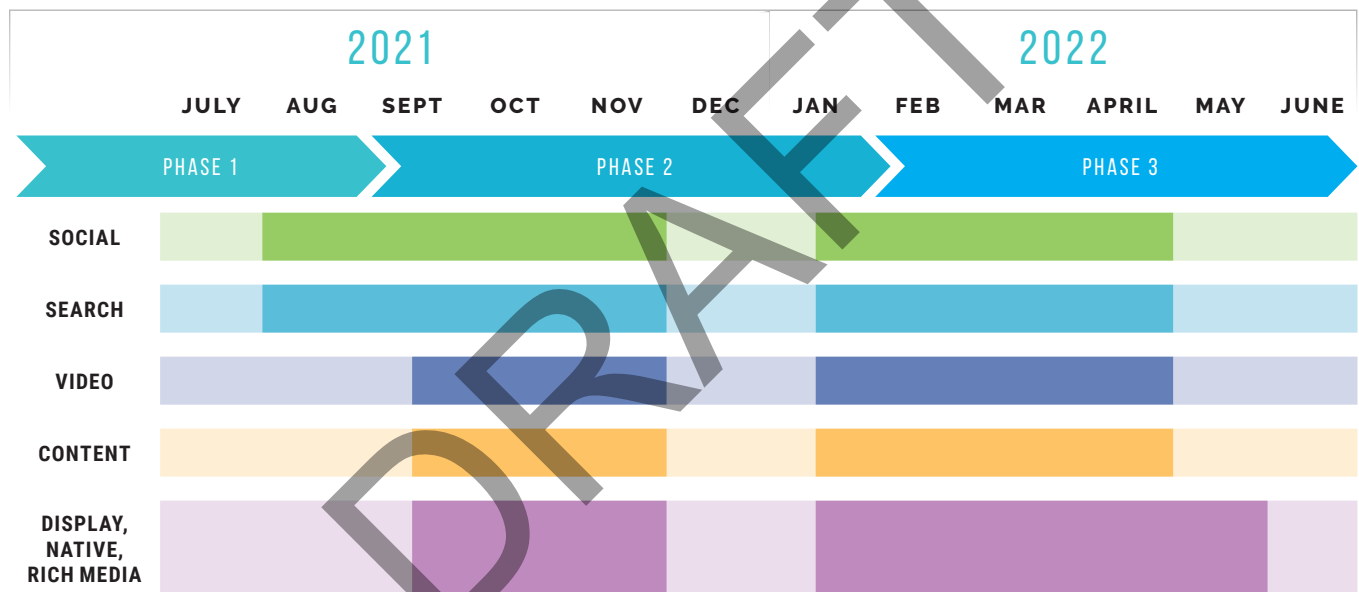 2021 2022
JULY AUG SEPT OCT NOV DEC JAN FEB MAR APRIL MAY JUNE
PHASE 1 PHASE 2 PHASE 3
SOCIAL
SEARCH
VIDEO
CONTENT
DISPLAY,
NATIVE,
RICH MEDIA
DRAFT